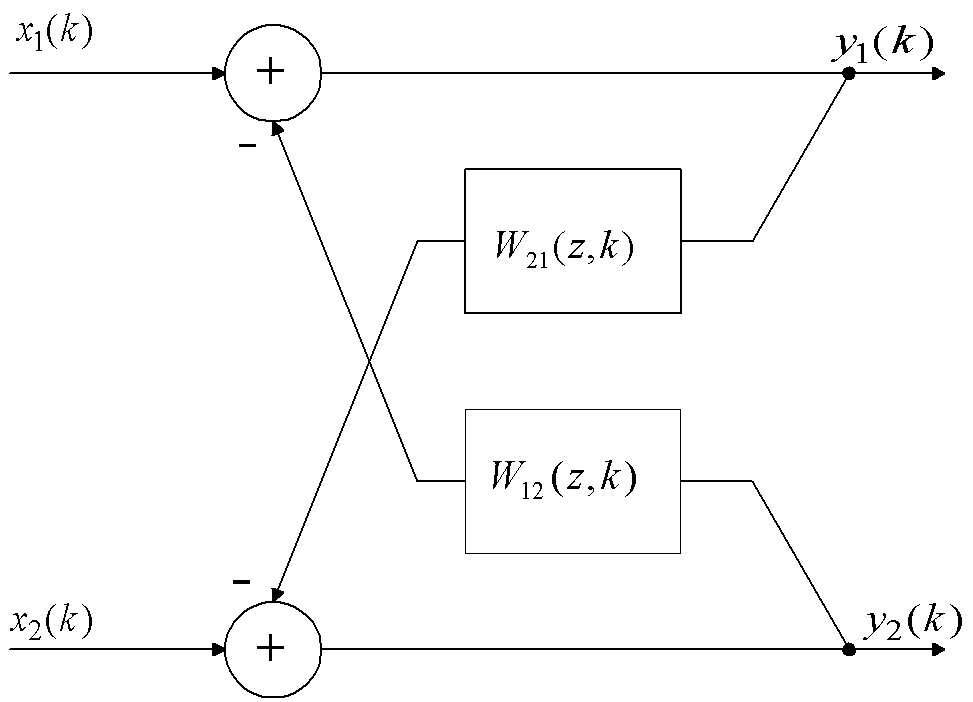 x₁(k)
y₁(k)
+
-
W₂₁(z,k)
W₁₂(z,k)
-
x₂(k)
+
y₂(k)